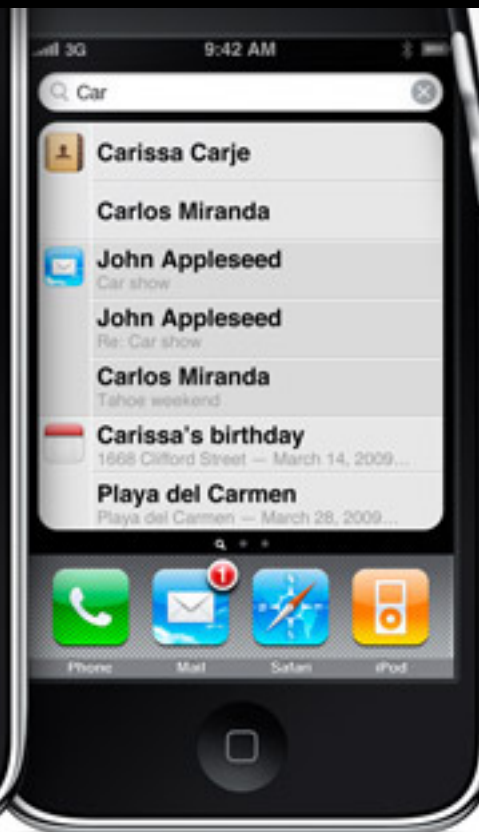 3G 9:42 AM
Car
Carissa Carje
Carlos Miranda
John Appleseed
Car show
John Appleseed
Re: Car show
Carlos Miranda
Tahoe weekend
Carissa's birthday
1668 Clifford Street — March 14, 2009...
Playa del Carmen
Playa del Carmen — March 28, 2009...
1
Phone Mail Safari iPod